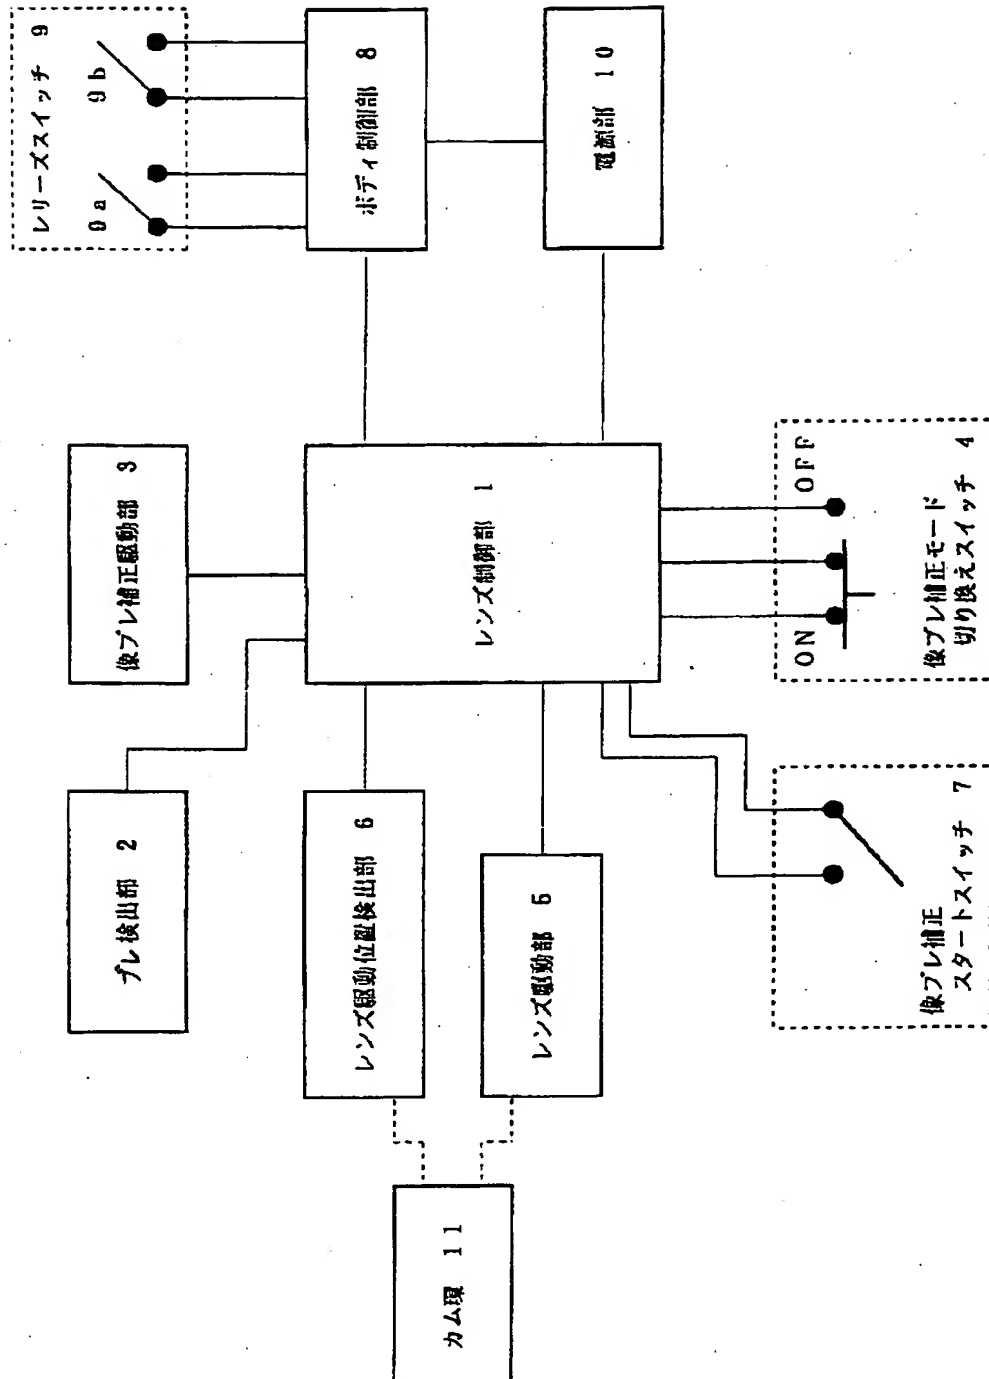 レリーズスイッチ 9
9a
9b
ブレ検出部 2
像ブレ補正駆動部 3
レンズ駆動位置検出部 6
ボディ制御部 8
カム環 11
レンズ制御部 1
レンズ駆動部 5
電源部 10
ON
OFF
像ブレ補正
スタートスイッチ 7
像ブレ補正モード
切り換えスイッチ 4